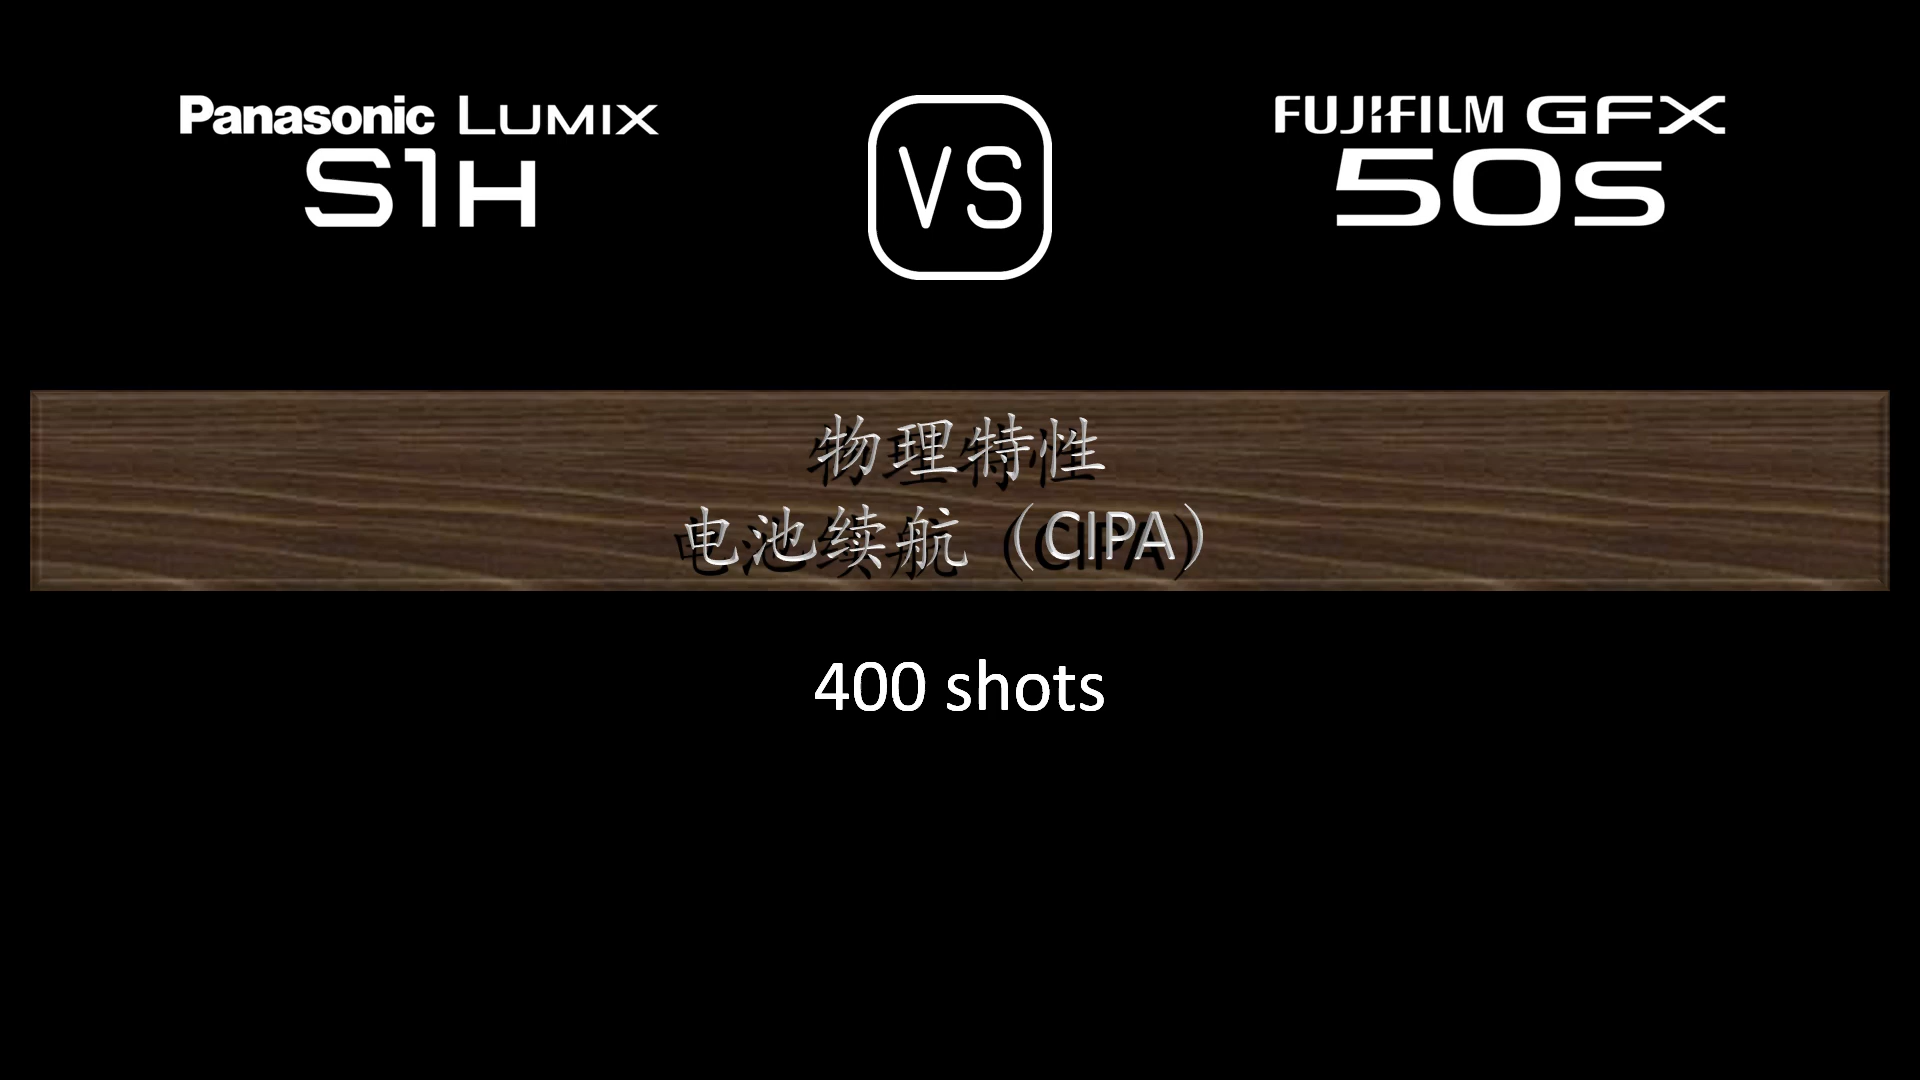 Panasonic LUMIX
S1H
VS
FUJIFILM GFX
50S
物理特性
电池续航（CIPA）
400 shots